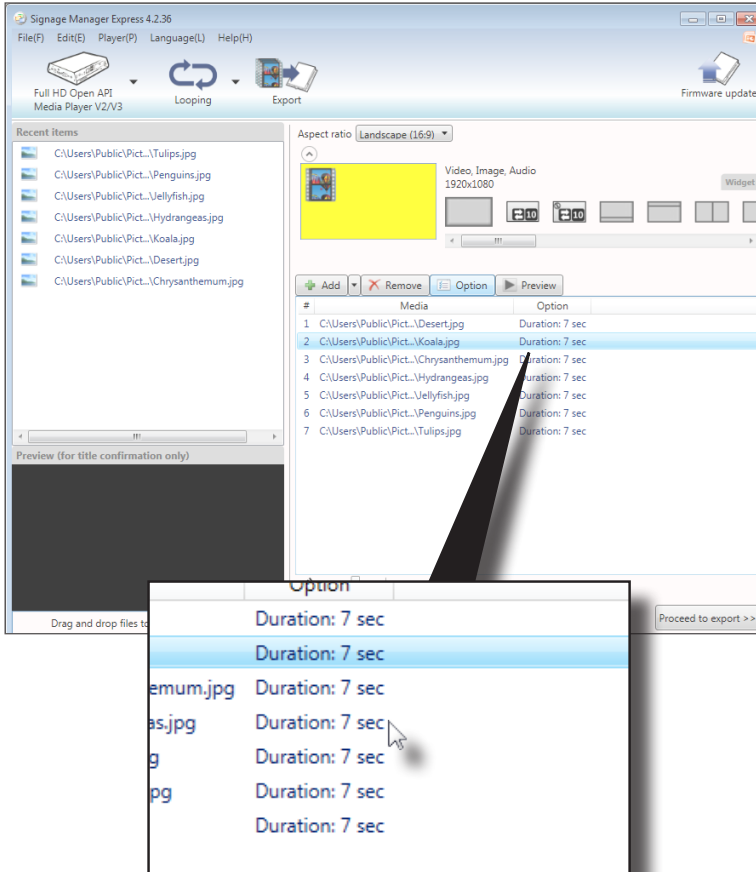 Signage Manager Express 4.2.36
File(F) Edit(E) Player(P) Language(L) Help(H)
Full HD Open API
Media Player V2/V3
Looping
Export
Firmware update
Recent items
C:\Users\Public\Pict...\Tulips.jpg
C:\Users\Public\Pict...\Penguins.jpg
C:\Users\Public\Pict...\Jellyfish.jpg
C:\Users\Public\Pict...\Hydrangeas.jpg
C:\Users\Public\Pict...\Koala.jpg
C:\Users\Public\Pict...\Desert.jpg
C:\Users\Public\Pict...\Chrysanthemum.jpg
Preview (for title confirmation only)
Drag and drop files to
Aspect ratio Landscape (16:9)
Video, Image, Audio
1920x1080
Widget
10 10
Add Remove Option Preview
# Media Option
1 C:\Users\Public\Pict...\Desert.jpg Duration: 7 sec
2 C:\Users\Public\Pict...\Koala.jpg Duration: 7 sec
3 C:\Users\Public\Pict...\Chrysanthemum.jpg Duration: 7 sec
4 C:\Users\Public\Pict...\Hydrangeas.jpg Duration: 7 sec
5 C:\Users\Public\Pict...\Jellyfish.jpg Duration: 7 sec
6 C:\Users\Public\Pict...\Penguins.jpg Duration: 7 sec
7 C:\Users\Public\Pict...\Tulips.jpg Duration: 7 sec
Proceed to export >>
Option
Duration: 7 sec
Duration: 7 sec
emum.jpg Duration: 7 sec
as.jpg Duration: 7 sec
g Duration: 7 sec
pg Duration: 7 sec
Duration: 7 sec